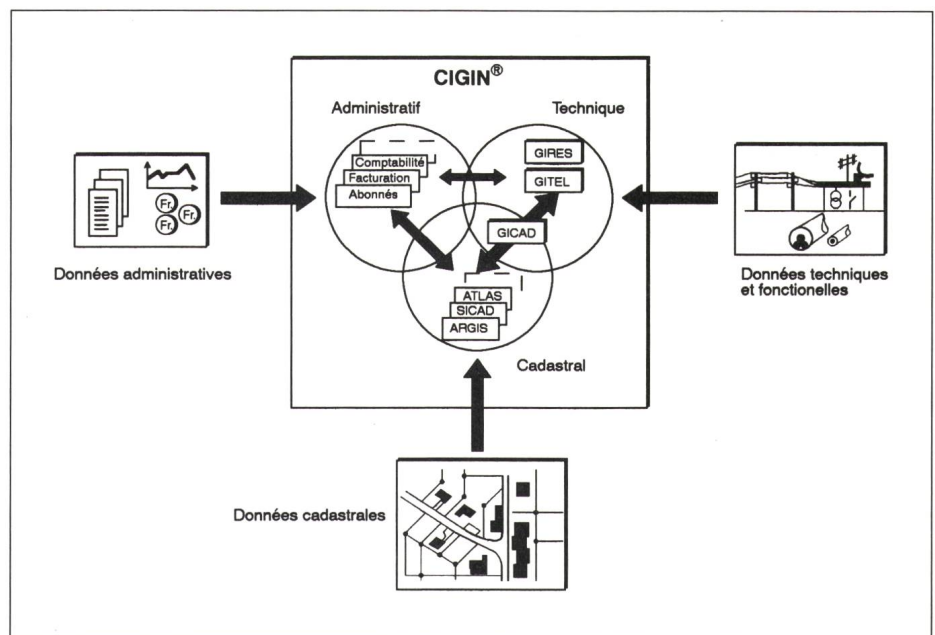 CIGIN®
Administratif
Technique
Comptabilité
Facturation
Abonnés
GIRES
GITEL
GICAD
ATLAS
SICAD
ARGIS
Cadastral
Fr.
Fr.
Fr.
Données administratives
Données techniques
et fonctionelles
Données cadastrales